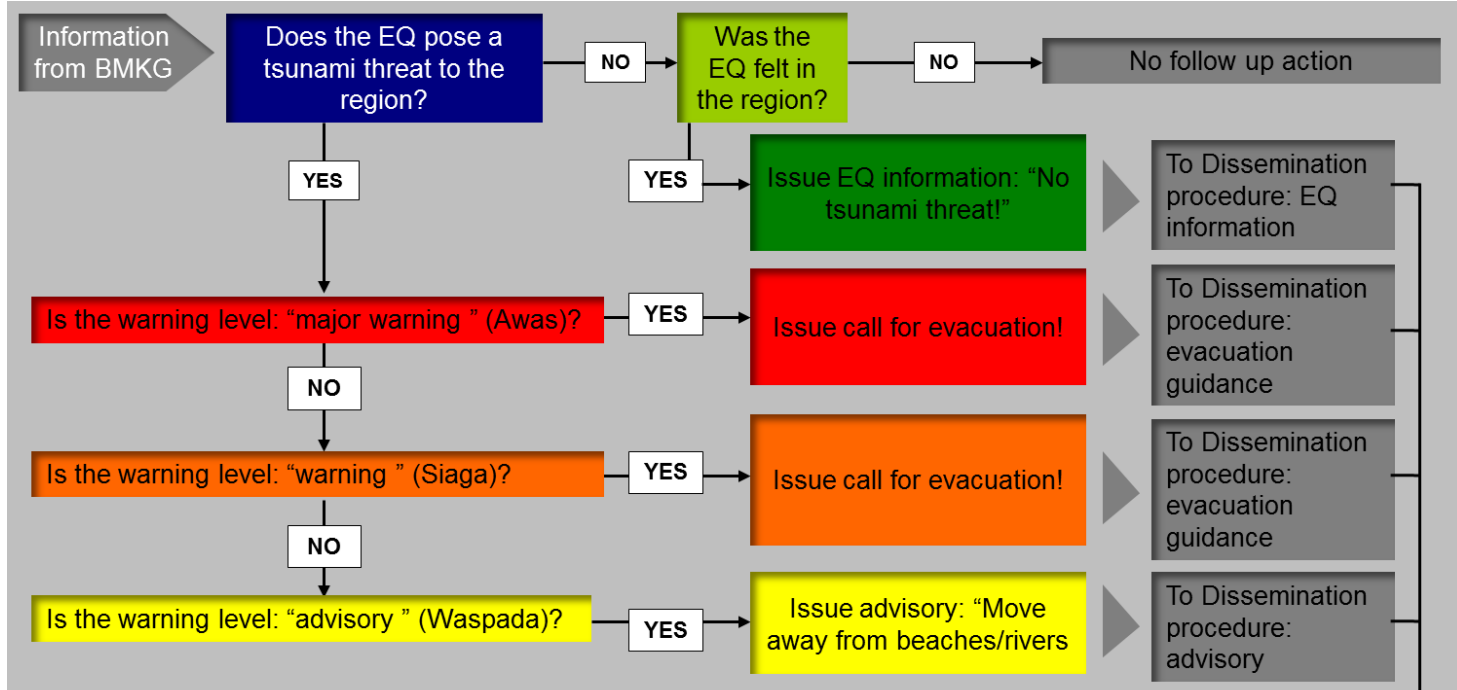 Information
from BMKG
Does the EQ pose a
tsunami threat to the
region?
NO
Was the
EQ felt in
the region?
NO
No follow up action
YES
YES
Issue EQ information: “No
tsunami threat!”
To Dissemination
procedure: EQ
information
Is the warning level: “major warning ” (Awas)?
YES
Issue call for evacuation!
To Dissemination
procedure:
evacuation
guidance
NO
Is the warning level: “warning ” (Siaga)?
YES
Issue call for evacuation!
To Dissemination
procedure:
evacuation
guidance
NO
Is the warning level: “advisory ” (Waspada)?
YES
Issue advisory: “Move
away from beaches/rivers
To Dissemination
procedure:
advisory